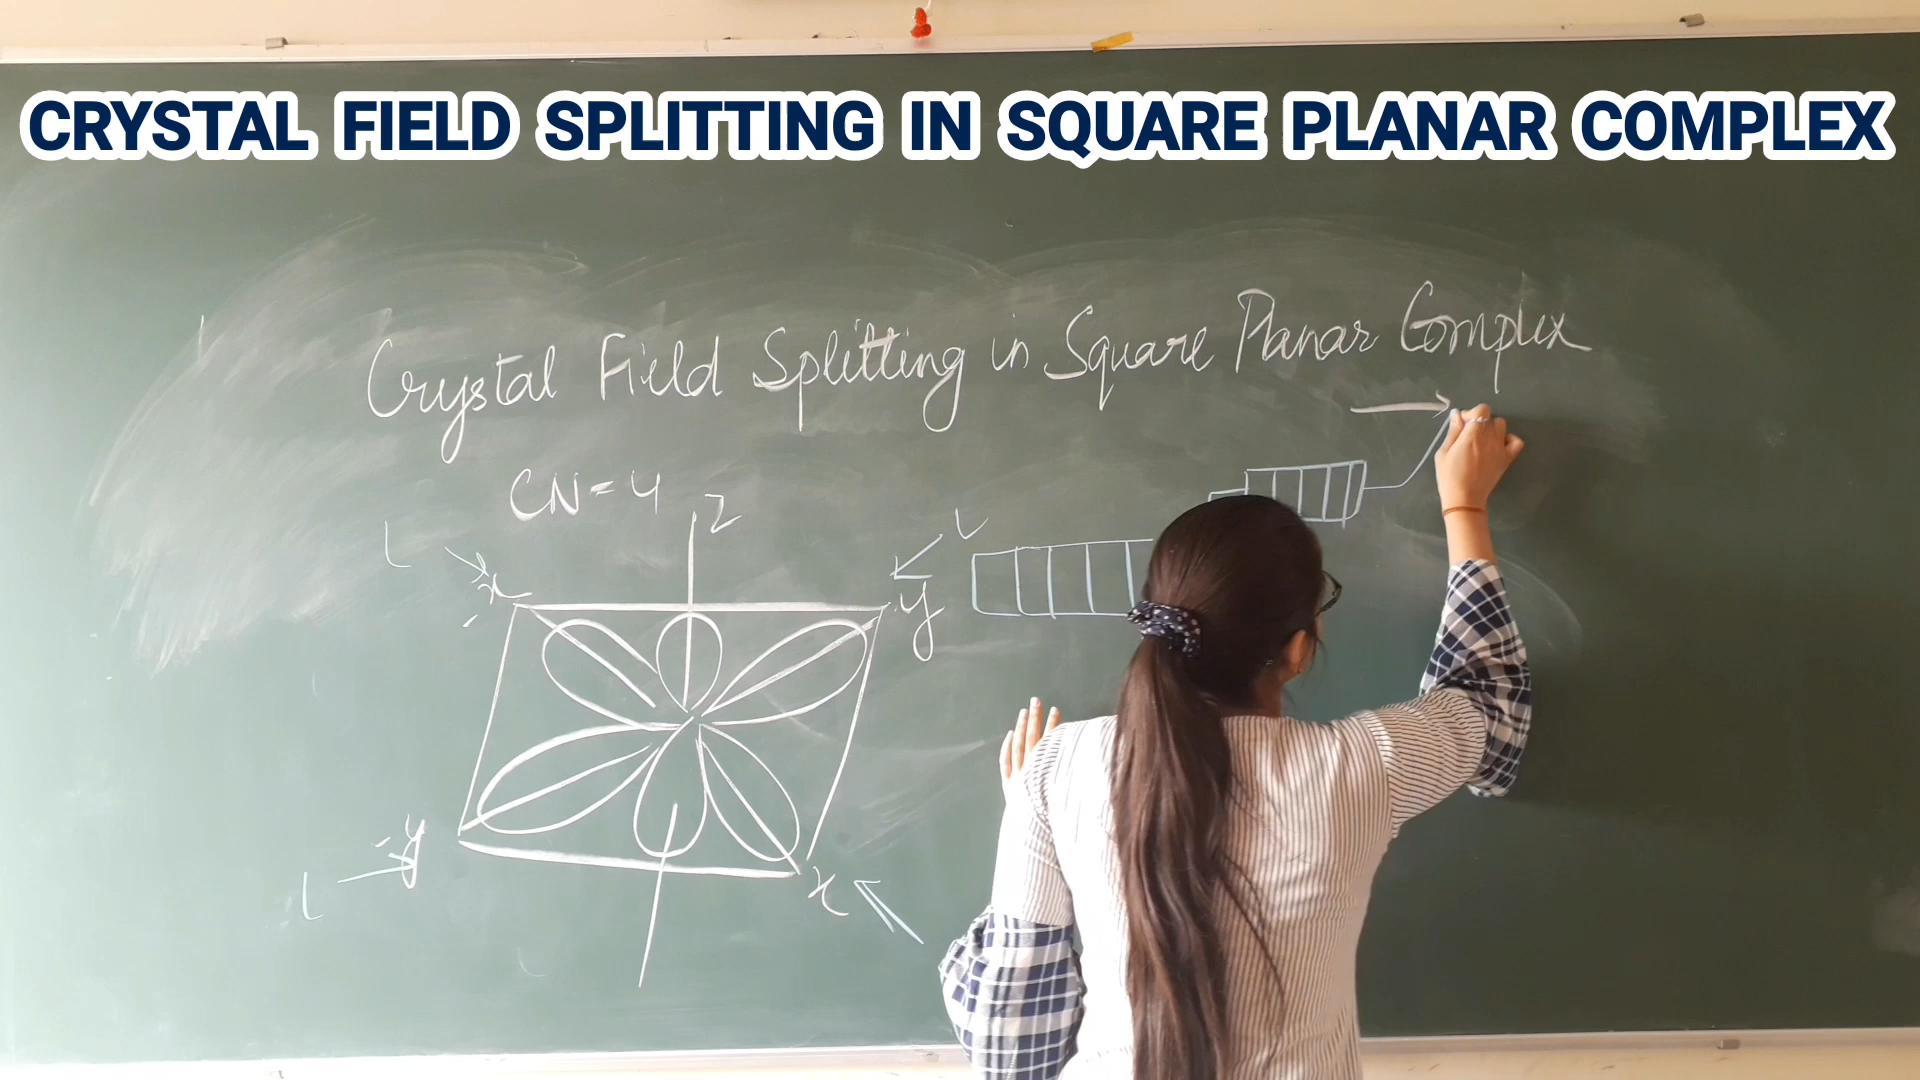 CRYSTAL FIELD SPLITTING IN SQUARE PLANAR COMPLEX
Crystal Field Splitting in Square Planar Complex
CN = 4
Z
L
L
-x
y
-y
L
x